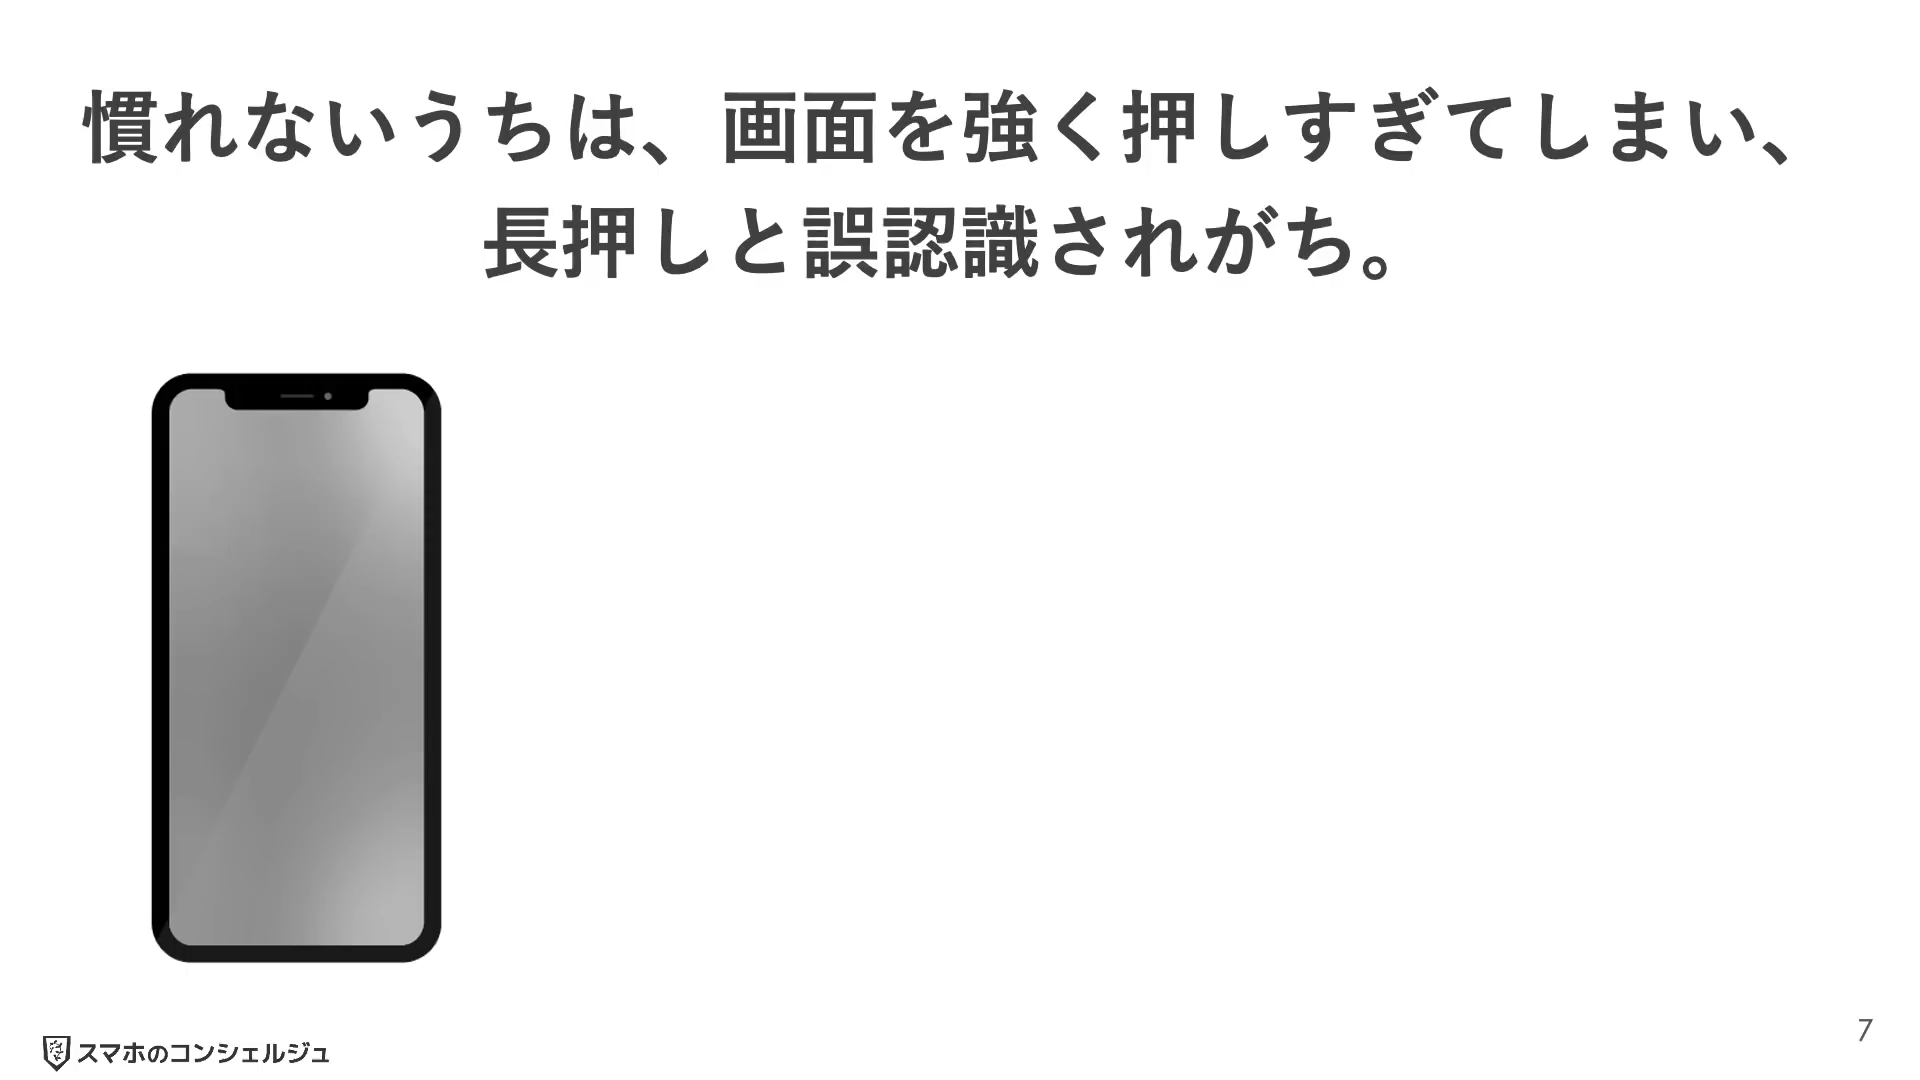 慣れないうちは、画面を強く押しすぎてしまい、
長押しと誤認識されがち。
スマホのコンシェルジュ
7